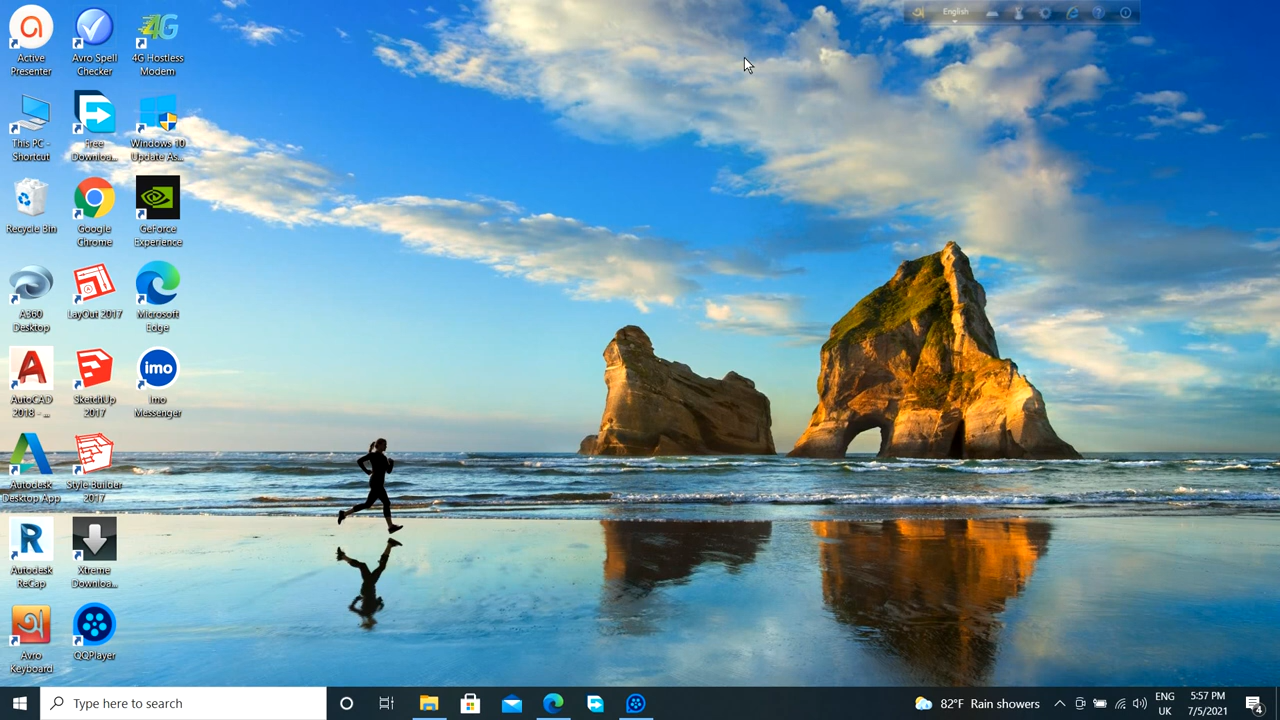 English
Active
Presenter
Avro Spell
Checker
4G
4G Hostless
Modem
This PC -
Shortcut
Free
Downloa...
Windows 10
Update As...
Recycle Bin
Google
Chrome
GeForce
Experience
A360
Desktop
LayOut 2017
Microsoft
Edge
AutoCAD
2018 - ...
SketchUp
2017
imo
Imo
Messenger
Autodesk
Desktop App
Style Builder
2017
Autodesk
ReCap
Xtreme
Downloa...
অ
Avro
Keyboard
QQPlayer
Type here to search
82°F Rain showers
ENG
UK
5:57 PM
7/5/2021
4